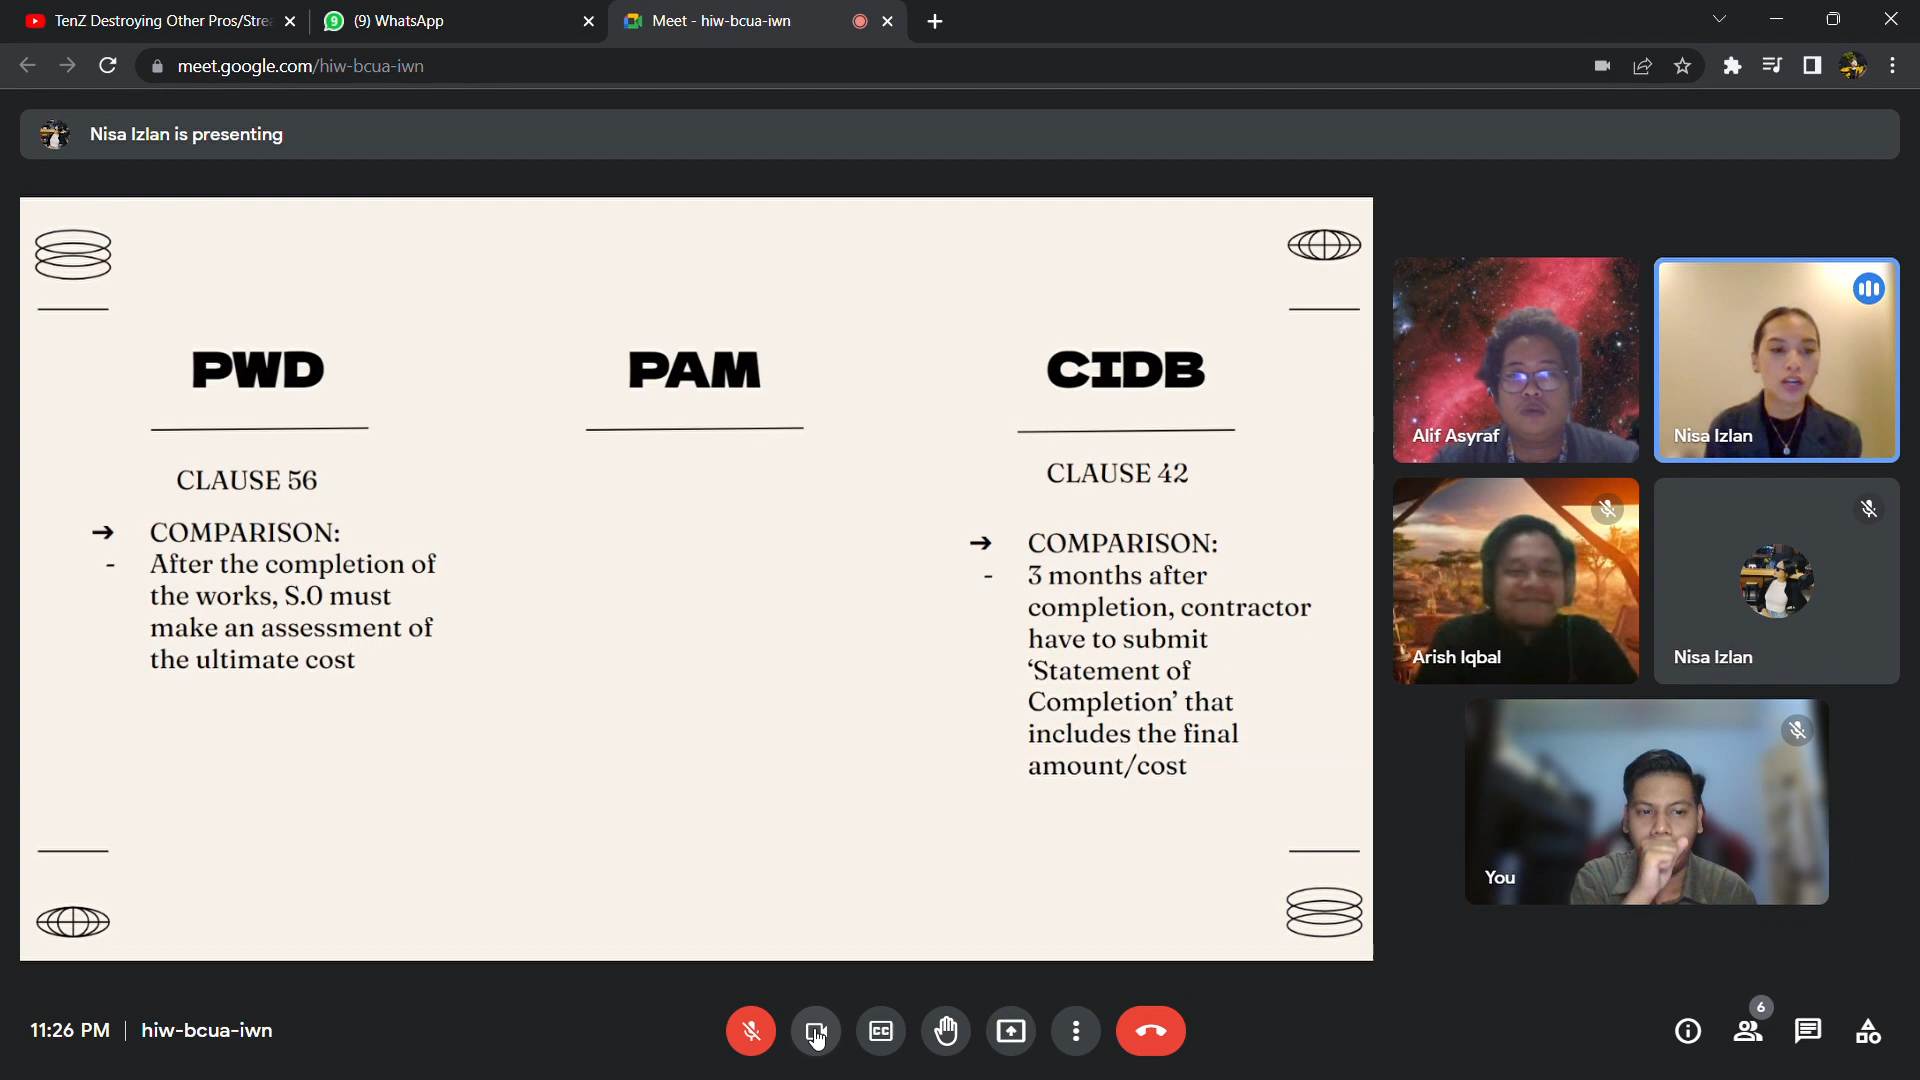 TenZ Destroying Other Pros/Stre
(9) WhatsApp
Meet - hiw-bcua-iwn
meet.google.com/hiw-bcua-iwn
Nisa Izlan is presenting
PWD
CLAUSE 56
➔ COMPARISON:
- After the completion of
the works, S.O must
make an assessment of
the ultimate cost
PAM
CIDB
CLAUSE 42
➔ COMPARISON:
- 3 months after
completion, contractor
have to submit
‘Statement of
Completion’ that
includes the final
amount/cost
Alif Asyraf
Nisa Izlan
Arish Iqbal
Nisa Izlan
You
11:26 PM | hiw-bcua-iwn
CC
6